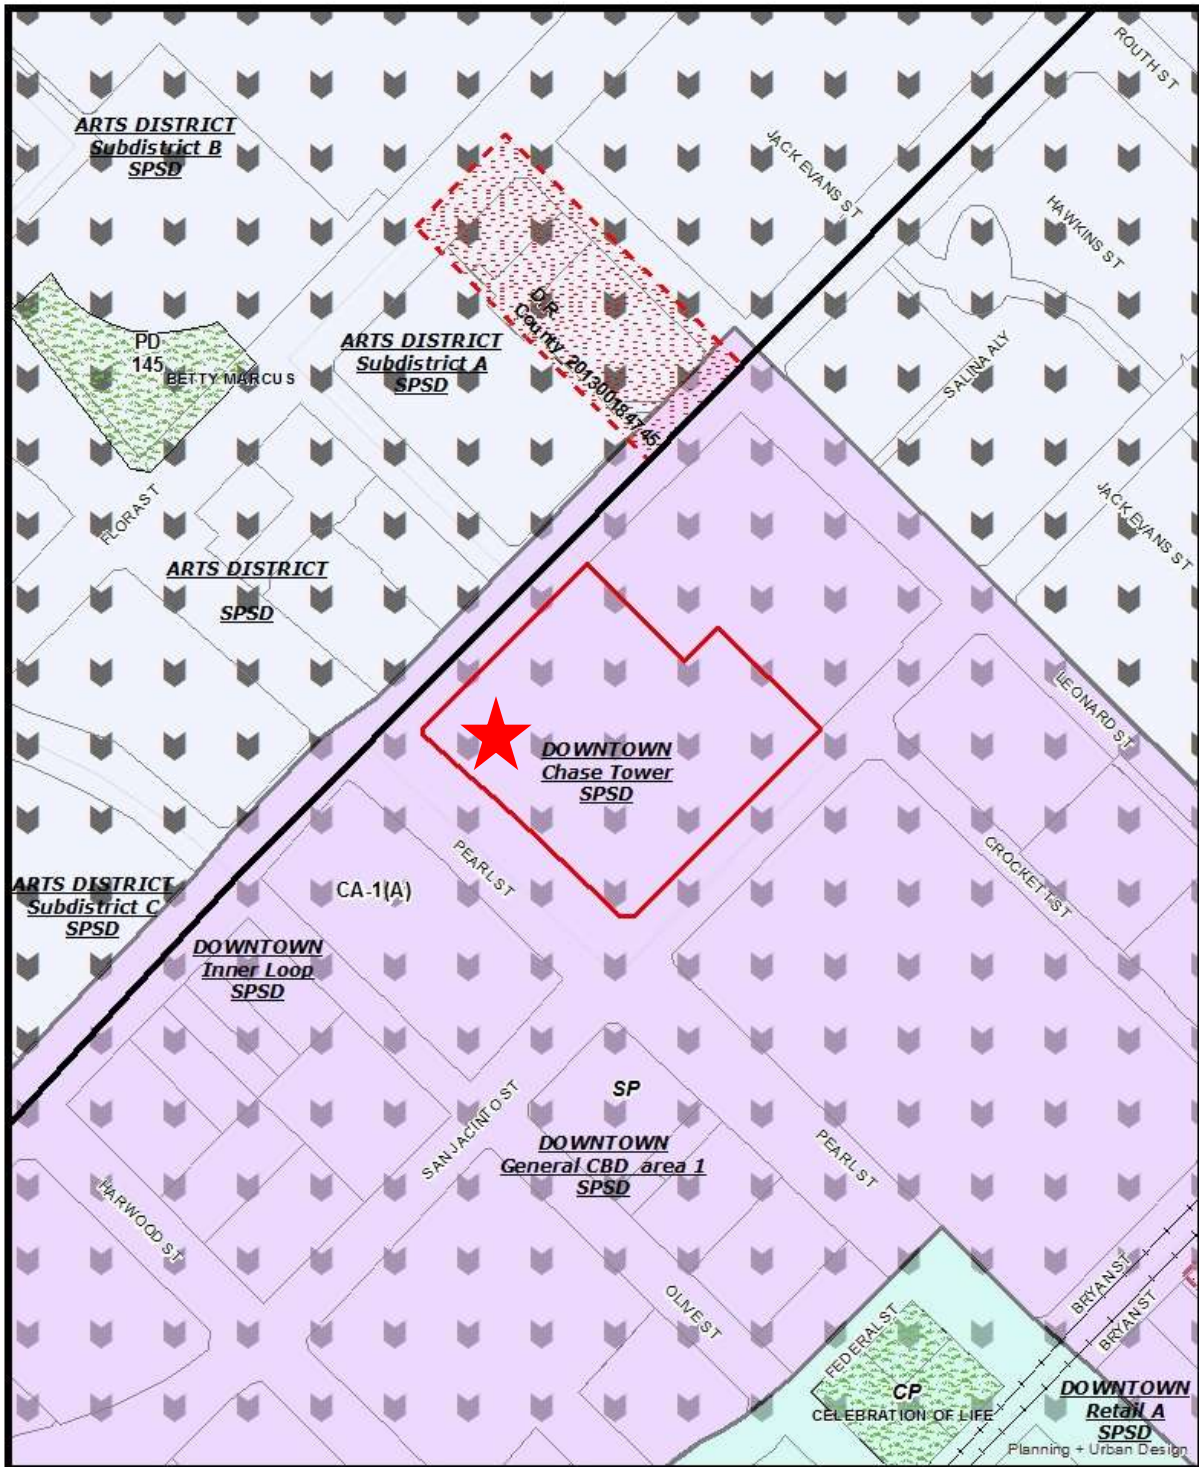 ROUTH ST
ARTS DISTRICT
Subdistrict B
SPSD
JACK EVANS ST
HAWKINS ST
D.R.
County_201300184745
PD
145
BETTY MARCUS
ARTS DISTRICT
Subdistrict A
SPSD
SALINA ALY
FLORA ST
JACK EVANS ST
ARTS DISTRICT
SPSD
LEONARD ST
DOWNTOWN
Chase Tower
SPSD
PEARL ST
CROCKETT ST
CA-1(A)
ARTS DISTRICT
Subdistrict C
SPSD
DOWNTOWN
Inner Loop
SPSD
SP
SAN JACINTO ST
DOWNTOWN
General CBD area 1
SPSD
PEARL ST
HARWOOD ST
OLIVE ST
BRYAN ST
BRYAN ST
FEDERAL ST
CP
CELEBRATION OF LIFE
DOWNTOWN
Retail A
SPSD
Planning + Urban Design